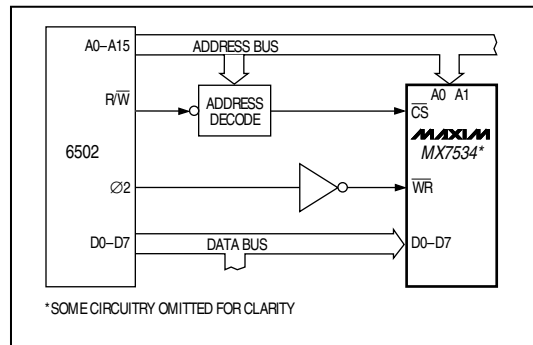 A0–A15
ADDRESS BUS
A0 A1
R/W̅
ADDRESS
DECODE
C̅S̅
MAXIM
MX7534*
6502
∅2
W̅R̅
D0–D7
DATA BUS
D0–D7
*SOME CIRCUITRY OMITTED FOR CLARITY